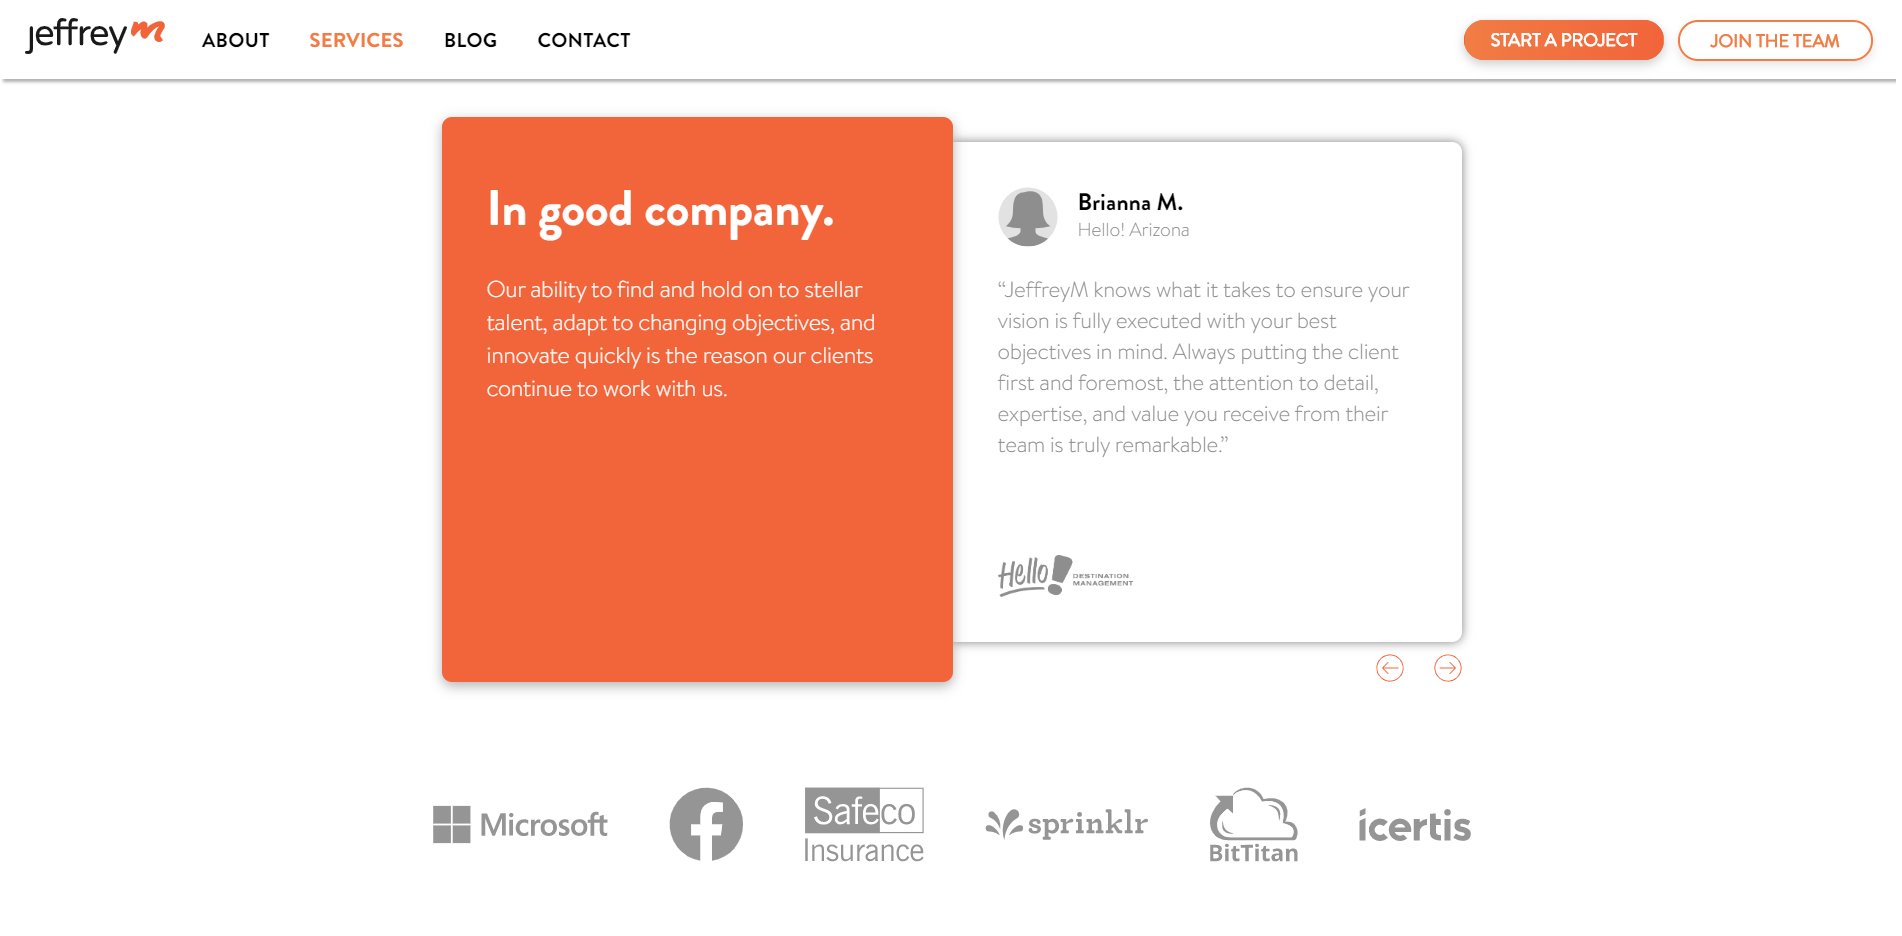 jeffreym
ABOUT
SERVICES
BLOG
CONTACT
START A PROJECT
JOIN THE TEAM
In good company.
Our ability to find and hold on to stellar
talent, adapt to changing objectives, and
innovate quickly is the reason our clients
continue to work with us.
Brianna M.
Hello! Arizona
“JeffreyM knows what it takes to ensure your
vision is fully executed with your best
objectives in mind. Always putting the client
first and foremost, the attention to detail,
expertise, and value you receive from their
team is truly remarkable.”
Hello!
DESTINATION
MANAGEMENT
Microsoft
f
Safeco
Insurance
sprinklr
BitTitan
icertis